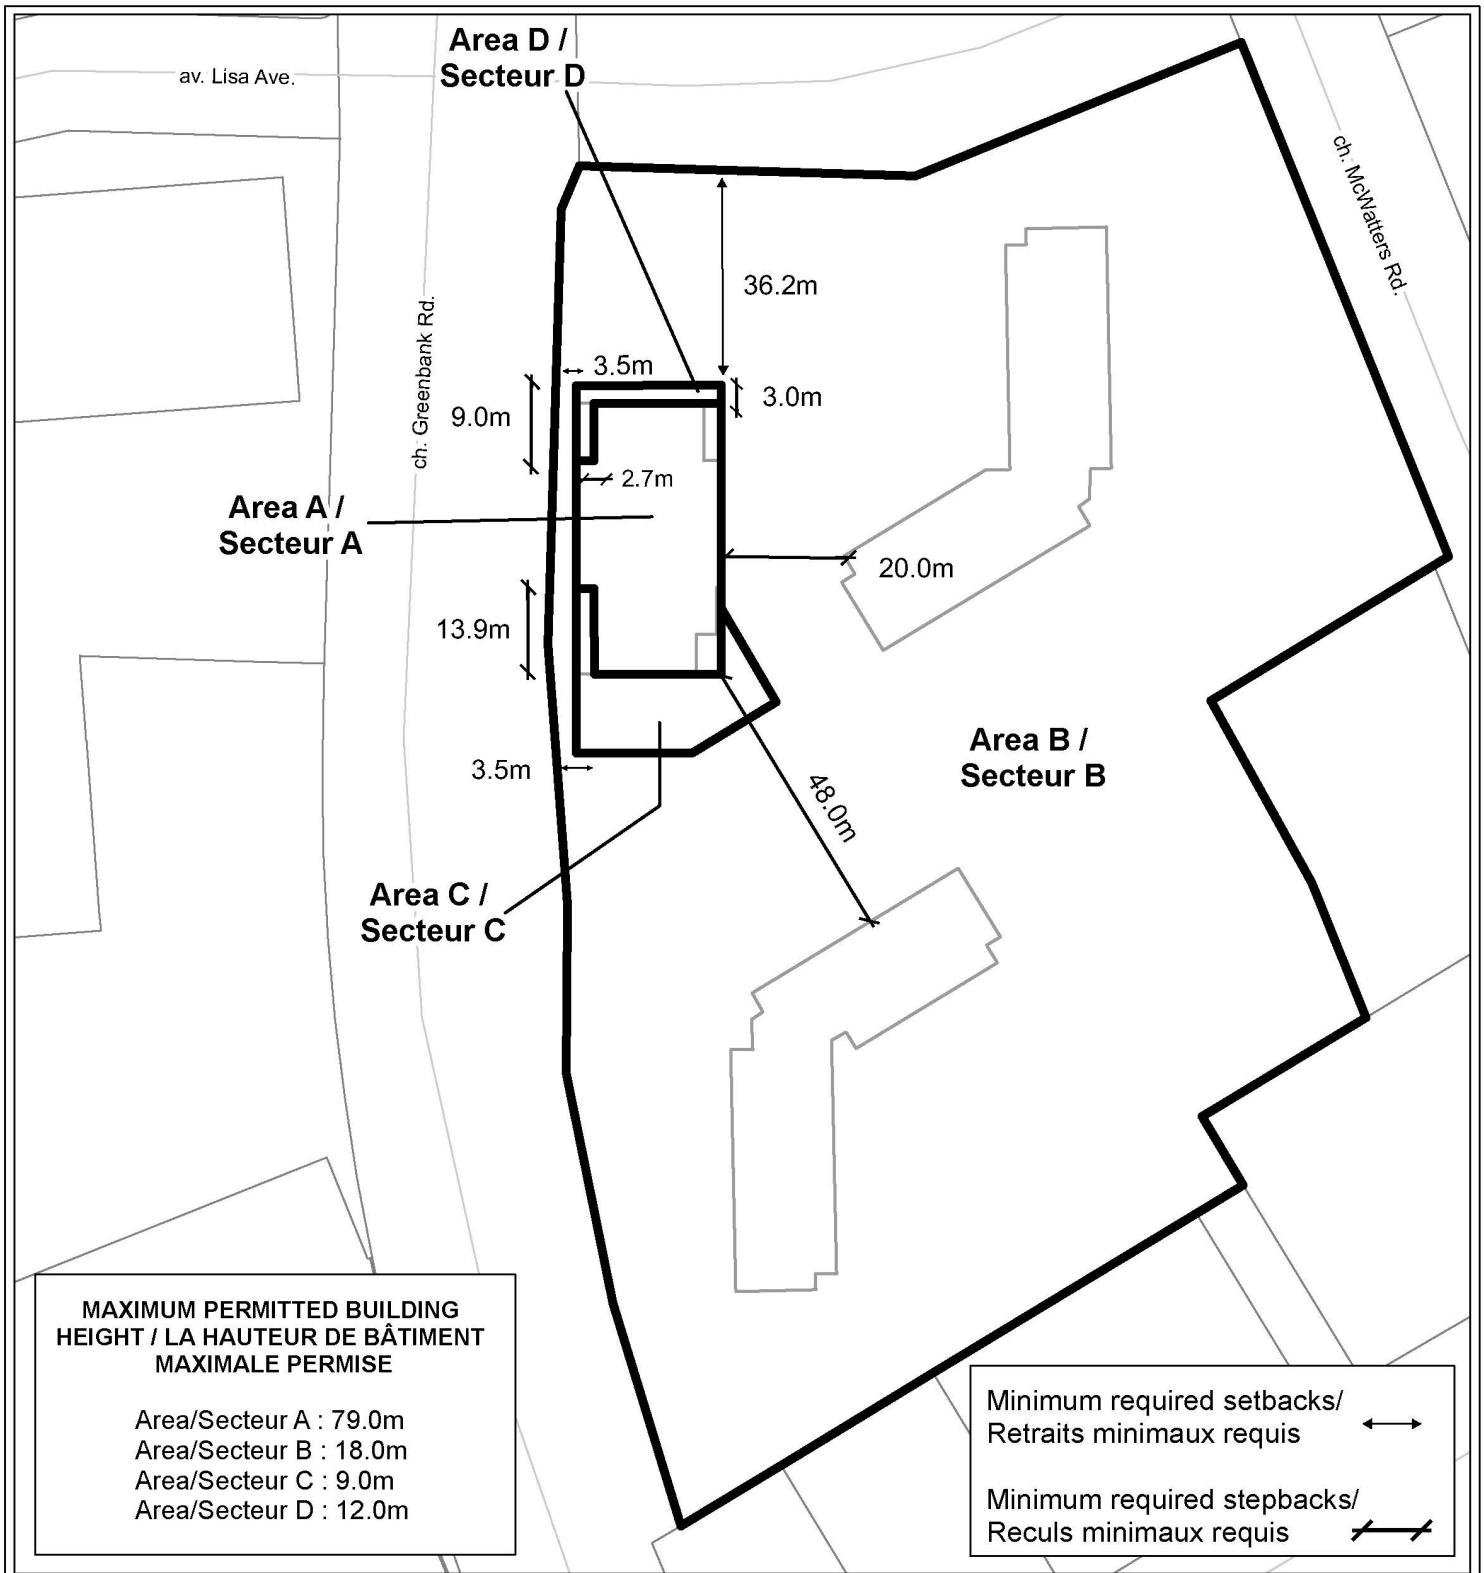 Area D /
Secteur D
av. Lisa Ave.
ch. McWatters Rd.
36.2m
ch. Greenbank Rd.
3.5m
3.0m
9.0m
2.7m
Area A /
Secteur A
20.0m
13.9m
Area B /
Secteur B
3.5m
48.0m
Area C /
Secteur C
MAXIMUM PERMITTED BUILDING
HEIGHT / LA HAUTEUR DE BÂTIMENT
MAXIMALE PERMISE
Area/Secteur A : 79.0m
Area/Secteur B : 18.0m
Area/Secteur C : 9.0m
Area/Secteur D : 12.0m
Minimum required setbacks/
Retraits minimaux requis
Minimum required stepbacks/
Reculs minimaux requis